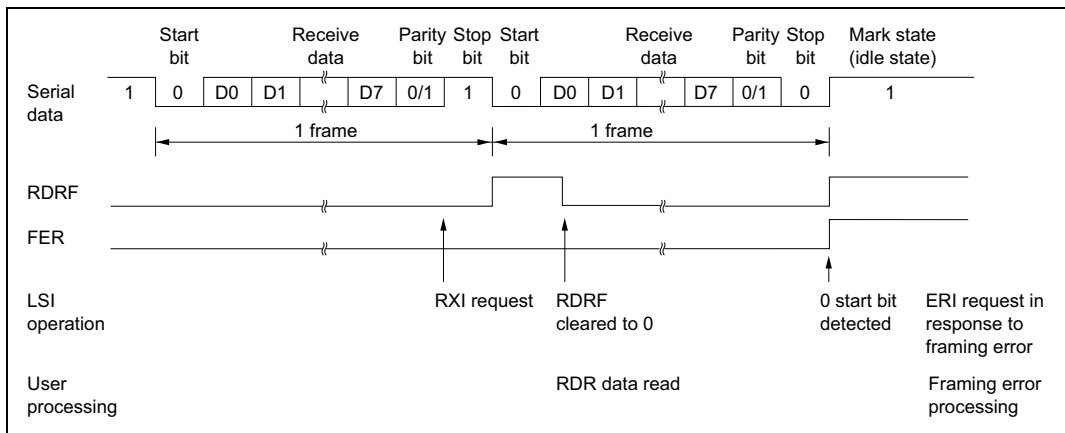 Start bit Receive data Parity bit Stop bit Start bit Receive data Parity bit Stop bit Mark state (idle state)
Serial data 1 0 D0 D1 D7 0/1 1 0 D0 D1 D7 0/1 0 1
1 frame 1 frame
RDRF
FER
LSI operation RXI request RDRF cleared to 0 0 start bit detected ERI request in response to framing error
User processing RDR data read Framing error processing